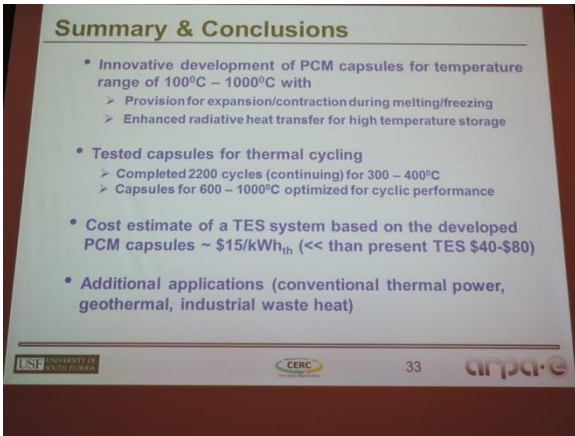 Summary & Conclusions
• Innovative development of PCM capsules for temperature
range of 100⁰C – 1000⁰C with
➢ Provision for expansion/contraction during melting/freezing
➢ Enhanced radiative heat transfer for high temperature storage
• Tested capsules for thermal cycling
➢ Completed 2200 cycles (continuing) for 300 – 400⁰C
➢ Capsules for 600 – 1000⁰C optimized for cyclic performance
• Cost estimate of a TES system based on the developed
PCM capsules ~ $15/kWhₜₕ (<< than present TES $40-$80)
• Additional applications (conventional thermal power,
geothermal, industrial waste heat)
USF UNIVERSITY OF
SOUTH FLORIDA
CERC
33
arpa·e